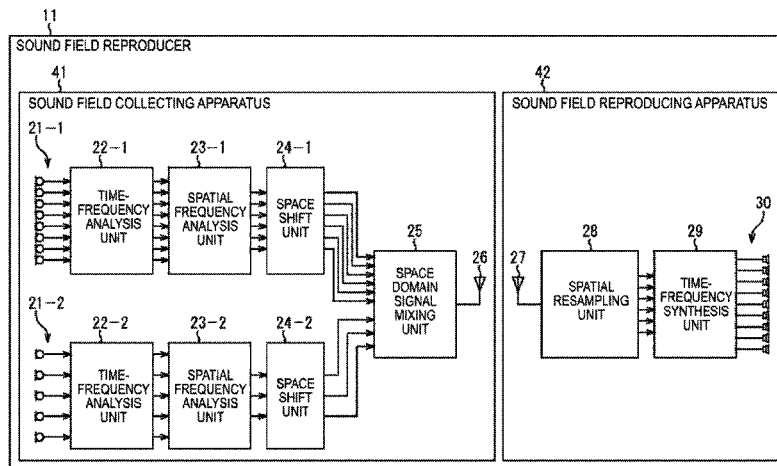 11
SOUND FIELD REPRODUCER
41
SOUND FIELD COLLECTING APPARATUS
21-1
22-1
TIME-
FREQUENCY
ANALYSIS
UNIT
23-1
SPATIAL
FREQUENCY
ANALYSIS
UNIT
24-1
SPACE
SHIFT
UNIT
21-2
22-2
TIME-
FREQUENCY
ANALYSIS
UNIT
23-2
SPATIAL
FREQUENCY
ANALYSIS
UNIT
24-2
SPACE
SHIFT
UNIT
25
SPACE
DOMAIN
SIGNAL
MIXING
UNIT
26
42
SOUND FIELD REPRODUCING APPARATUS
27
28
SPATIAL
RESAMPLING
UNIT
29
TIME-
FREQUENCY
SYNTHESIS
UNIT
30